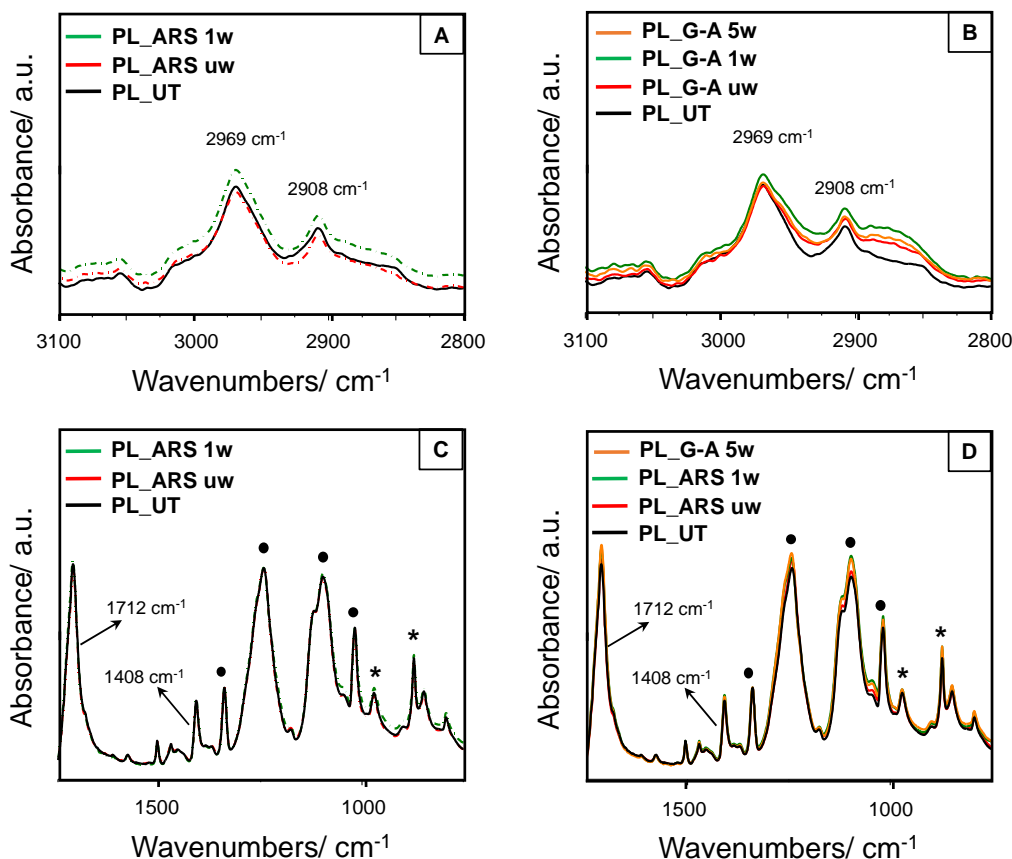 A
PL_ARS 1w
PL_ARS uw
PL_UT
2969 cm-1
2908 cm-1
Absorbance/ a.u.
3100 3000 2900 2800
Wavenumbers/ cm-1
B
PL_G-A 5w
PL_G-A 1w
PL_G-A uw
PL_UT
2969 cm-1
2908 cm-1
Absorbance/ a.u.
3100 3000 2900 2800
Wavenumbers/ cm-1
C
PL_ARS 1w
PL_ARS uw
PL_UT
1712 cm-1
1408 cm-1
* *
Absorbance/ a.u.
1500 1000
Wavenumbers/ cm-1
D
PL_G-A 5w
PL_ARS 1w
PL_ARS uw
PL_UT
1712 cm-1
1408 cm-1
* *
Absorbance/ a.u.
1500 1000
Wavenumbers/ cm-1